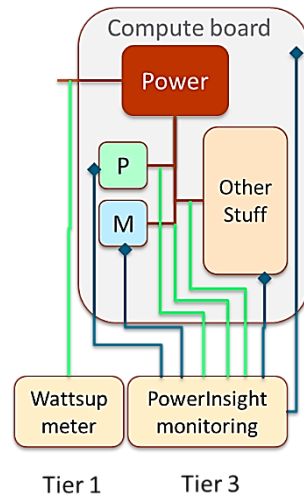 Compute board
Power
P
M
Other
Stuff
Wattsup
meter
PowerInsight
monitoring
Tier 1
Tier 3